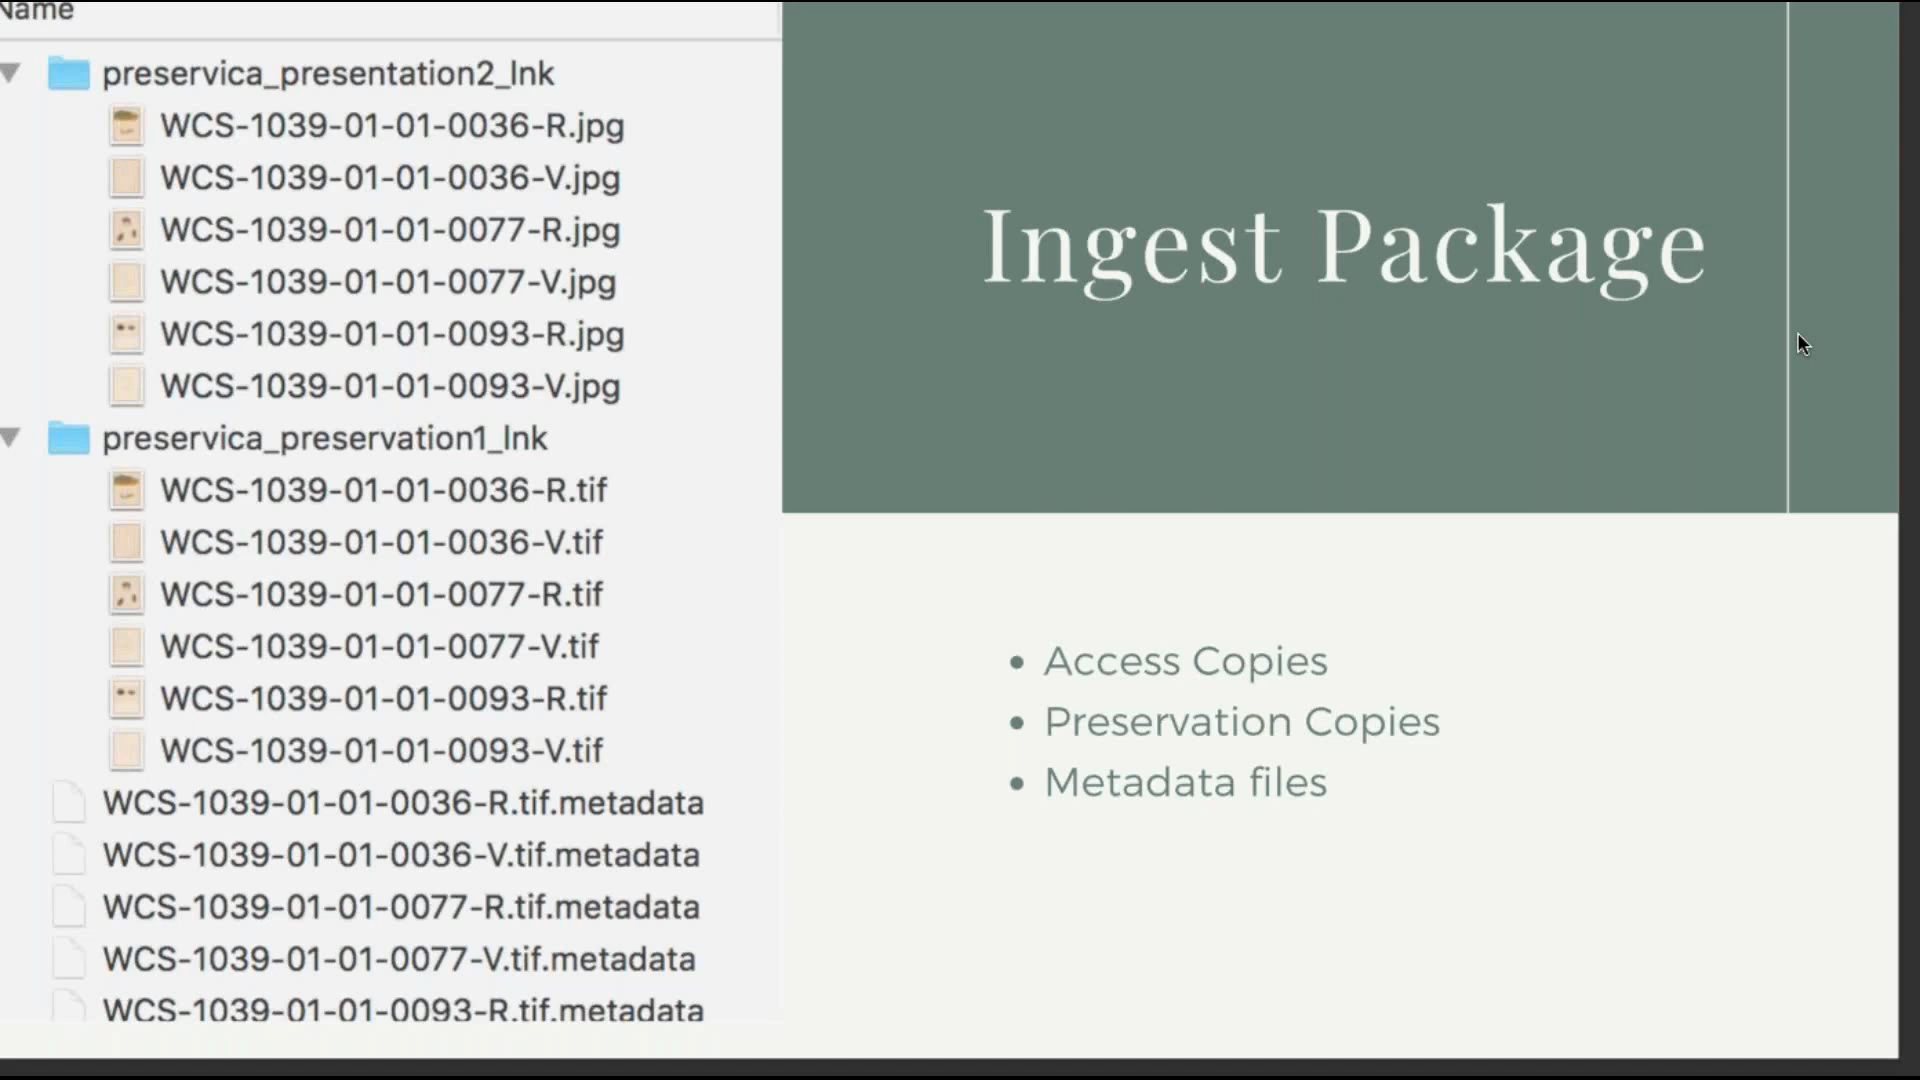 Name
preservica_presentation2_lnk
WCS-1039-01-01-0036-R.jpg
WCS-1039-01-01-0036-V.jpg
WCS-1039-01-01-0077-R.jpg
WCS-1039-01-01-0077-V.jpg
WCS-1039-01-01-0093-R.jpg
WCS-1039-01-01-0093-V.jpg
preservica_preservation1_lnk
WCS-1039-01-01-0036-R.tif
WCS-1039-01-01-0036-V.tif
WCS-1039-01-01-0077-R.tif
WCS-1039-01-01-0077-V.tif
WCS-1039-01-01-0093-R.tif
WCS-1039-01-01-0093-V.tif
WCS-1039-01-01-0036-R.tif.metadata
WCS-1039-01-01-0036-V.tif.metadata
WCS-1039-01-01-0077-R.tif.metadata
WCS-1039-01-01-0077-V.tif.metadata
WCS-1039-01-01-0093-R.tif.metadata
Ingest Package
• Access Copies
• Preservation Copies
• Metadata files